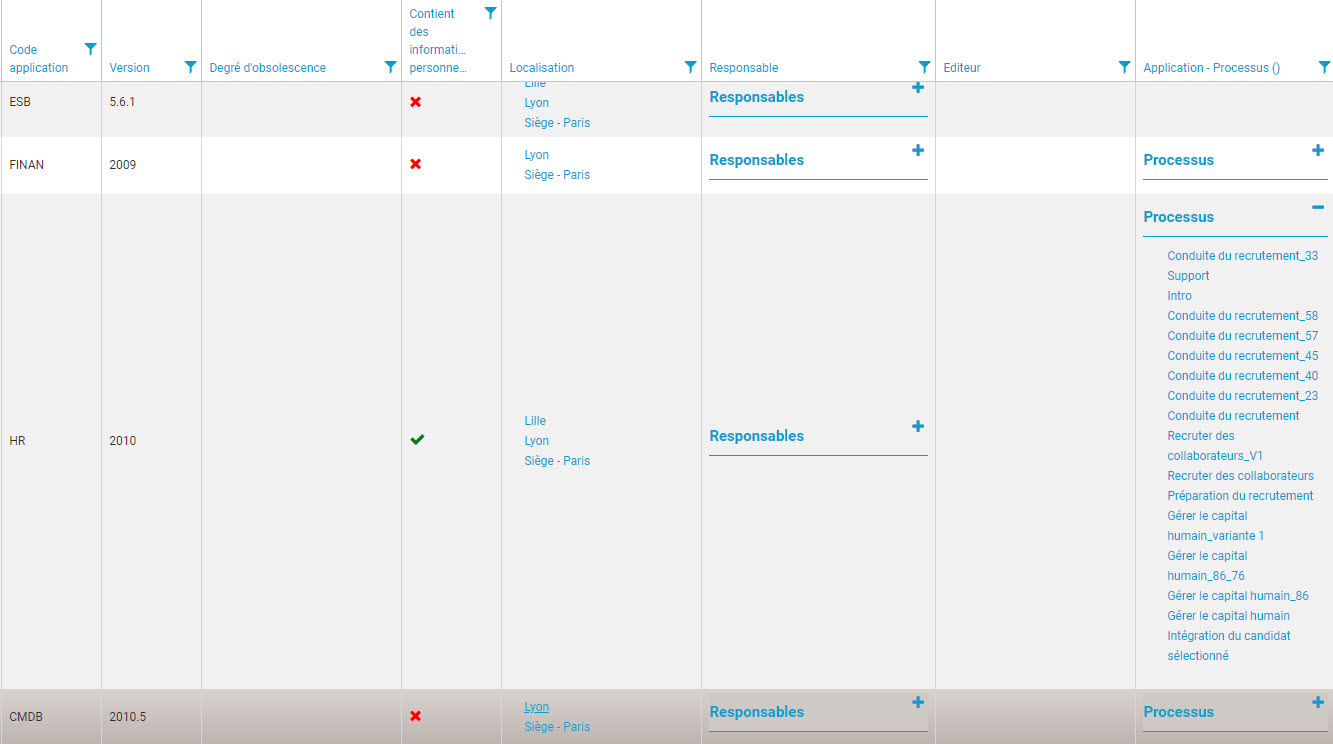 Code
application
Version
Degré d'obsolescence
Contient
des
informati...
personne...
Localisation
Responsable
Editeur
Application - Processus ()
ESB
5.6.1
Lille
Lyon
Siège - Paris
Responsables
FINAN
2009
Lyon
Siège - Paris
Responsables
Processus
HR
2010
Lille
Lyon
Siège - Paris
Responsables
Processus
Conduite du recrutement_33
Support
Intro
Conduite du recrutement_58
Conduite du recrutement_57
Conduite du recrutement_45
Conduite du recrutement_40
Conduite du recrutement_23
Conduite du recrutement
Recruter des
collaborateurs_V1
Recruter des collaborateurs
Préparation du recrutement
Gérer le capital
humain_variante 1
Gérer le capital
humain_86_76
Gérer le capital humain_86
Gérer le capital humain
Intégration du candidat
sélectionné
CMDB
2010.5
Lyon
Siège - Paris
Responsables
Processus